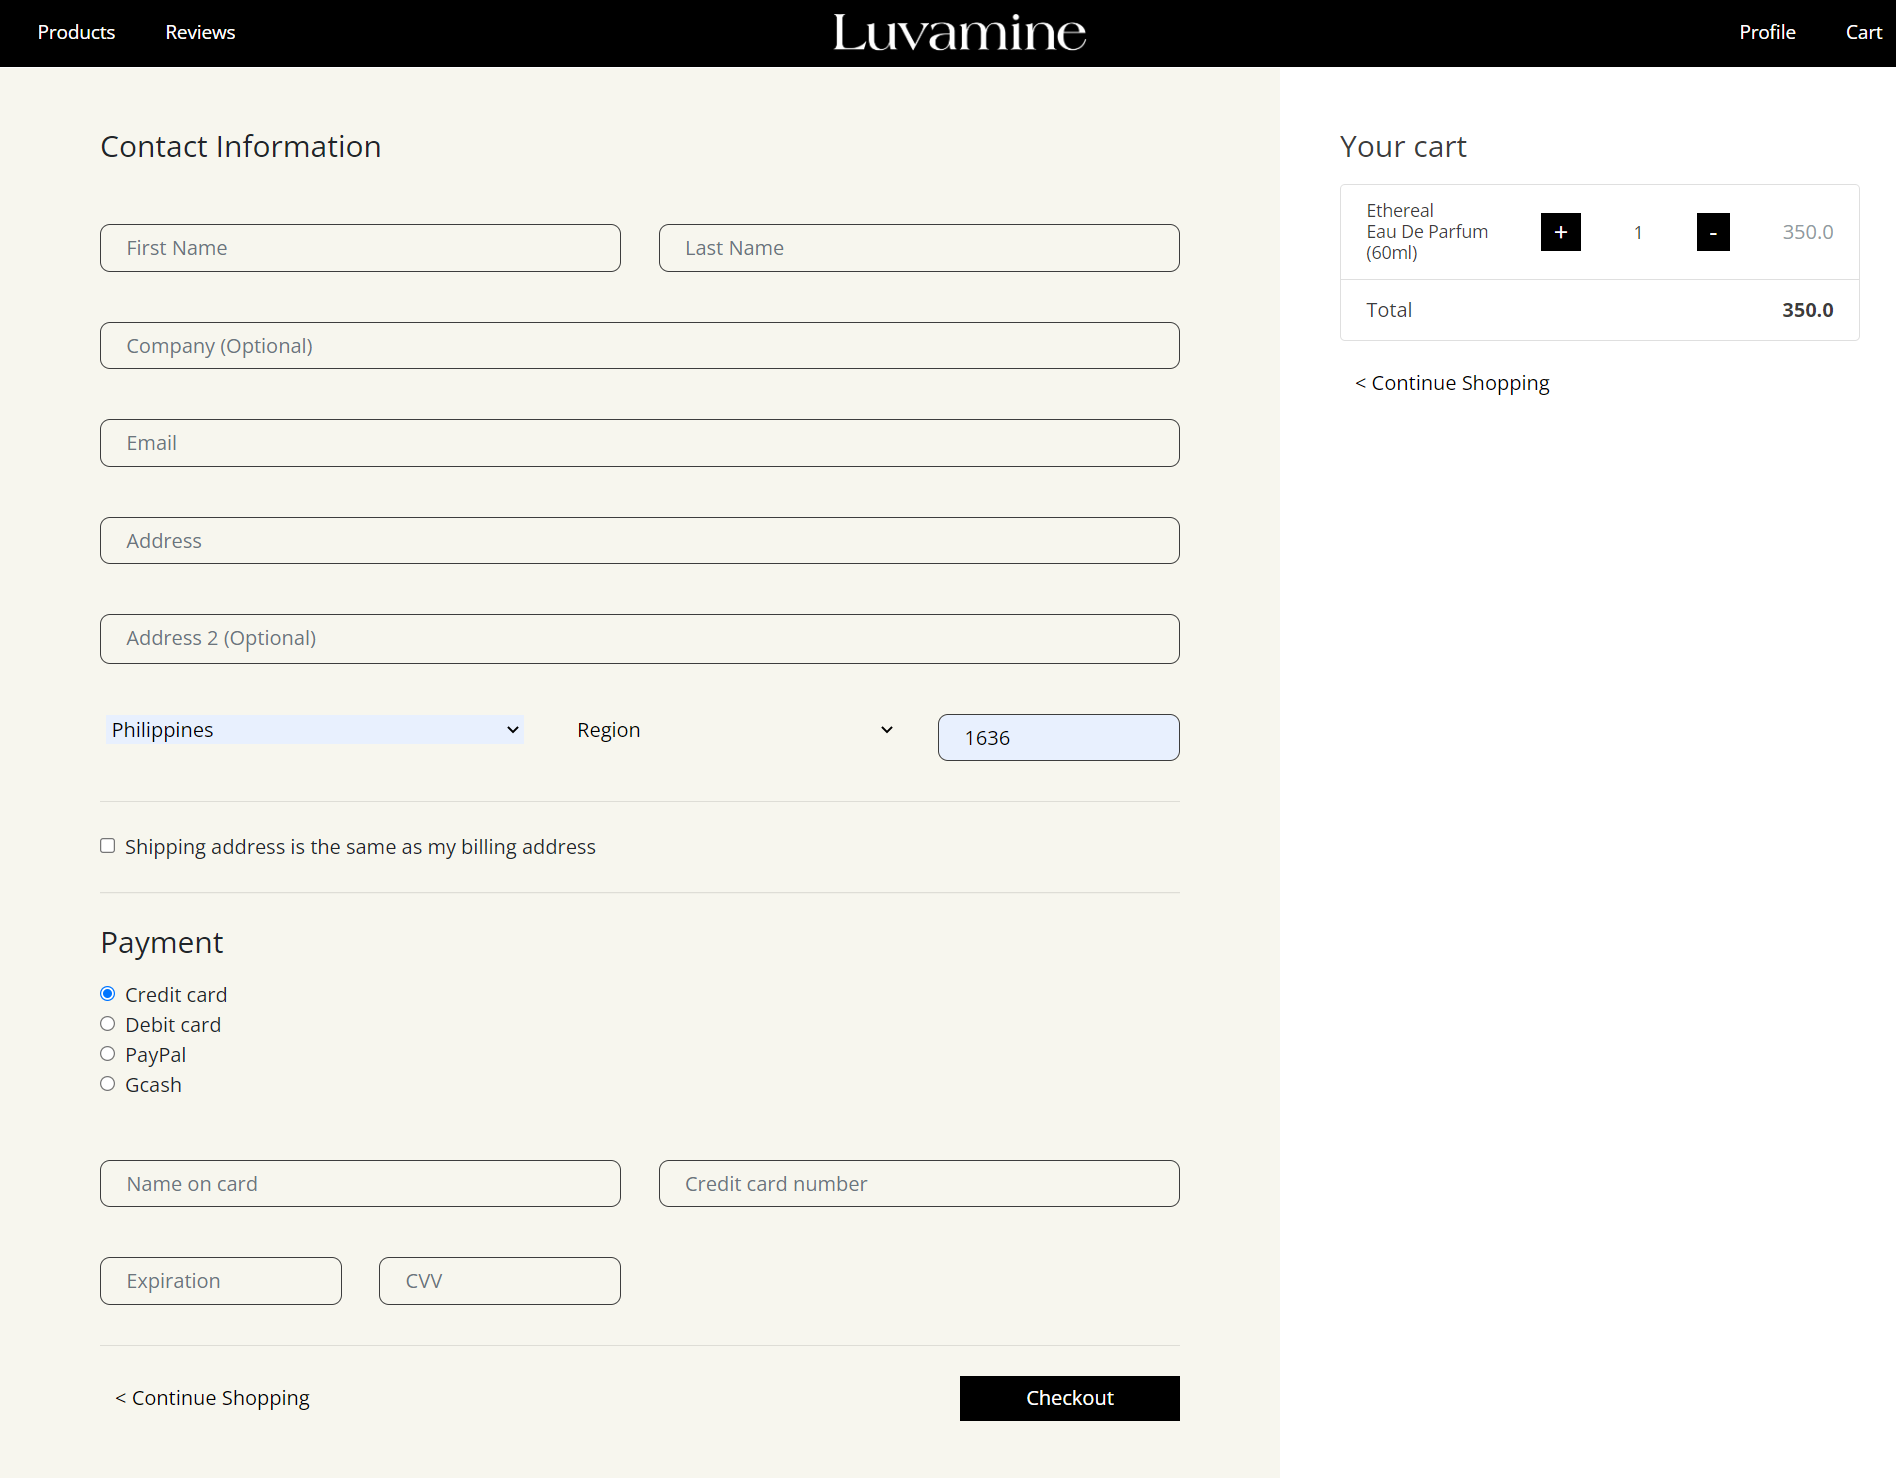 Products Reviews Luvamine Profile Cart
Contact Information
First Name Last Name
Company (Optional)
Email
Address
Address 2 (Optional)
Philippines Region 1636
Shipping address is the same as my billing address
Payment
Credit card
Debit card
PayPal
Gcash
Name on card Credit card number
Expiration CVV
< Continue Shopping Checkout
Your cart
Ethereal
Eau De Parfum
(60ml)
+ 1 - 350.0
Total 350.0
< Continue Shopping